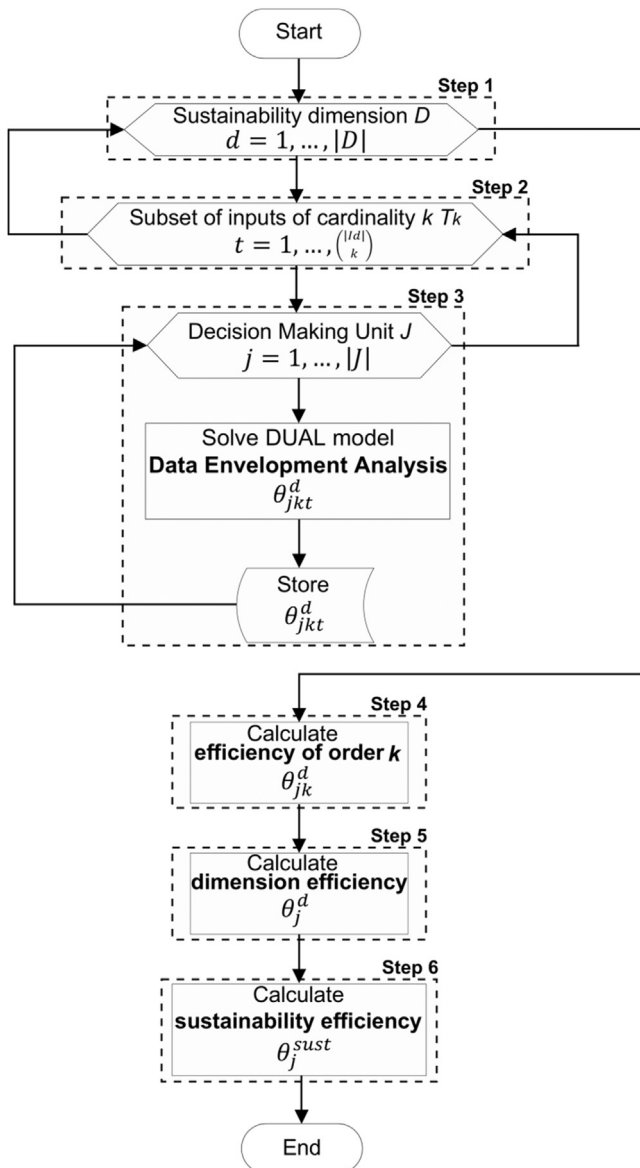 Start
Step 1
Sustainability dimension D
d = 1, … , |D|
Step 2
Subset of inputs of cardinality k Tk
t = 1, … , (|Id| k)
Step 3
Decision Making Unit J
j = 1, … , |J|
Solve DUAL model
Data Envelopment Analysis
θ^d_jkt
Store
θ^d_jkt
Step 4
Calculate
efficiency of order k
θ^d_jk
Step 5
Calculate
dimension efficiency
θ^d_j
Step 6
Calculate
sustainability efficiency
θ^sust_j
End